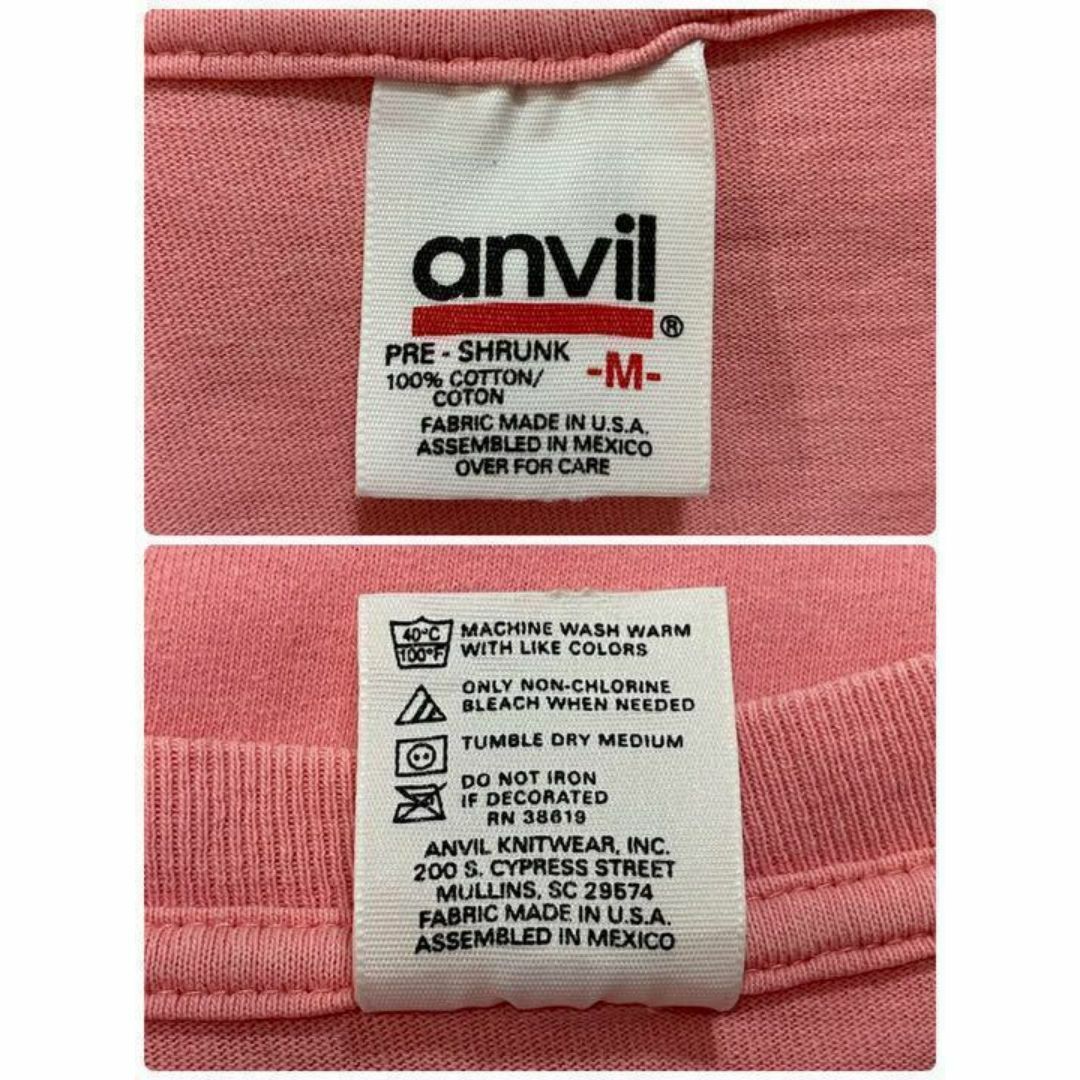 anvil
®
PRE - SHRUNK
-M-
100% COTTON/
COTON
FABRIC MADE IN U.S.A.
ASSEMBLED IN MEXICO
OVER FOR CARE
40°C
100°F
MACHINE WASH WARM
WITH LIKE COLORS
ONLY NON-CHLORINE
BLEACH WHEN NEEDED
TUMBLE DRY MEDIUM
DO NOT IRON
IF DECORATED
RN 38619
ANVIL KNITWEAR, INC.
200 S. CYPRESS STREET
MULLINS, SC 29574
FABRIC MADE IN U.S.A.
ASSEMBLED IN MEXICO